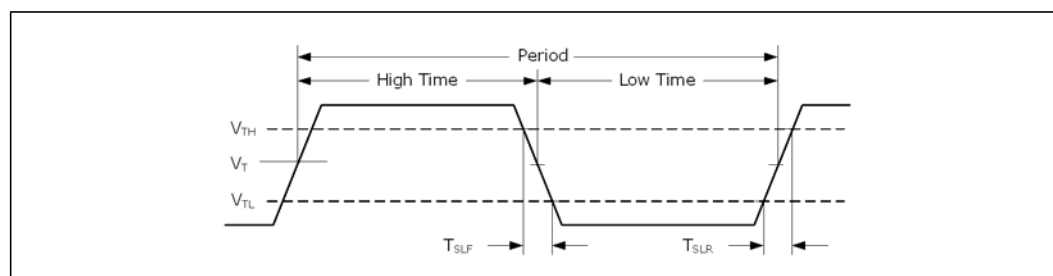 Period
High Time
Low Time
VTH
VT
VTL
TSLF
TSLR